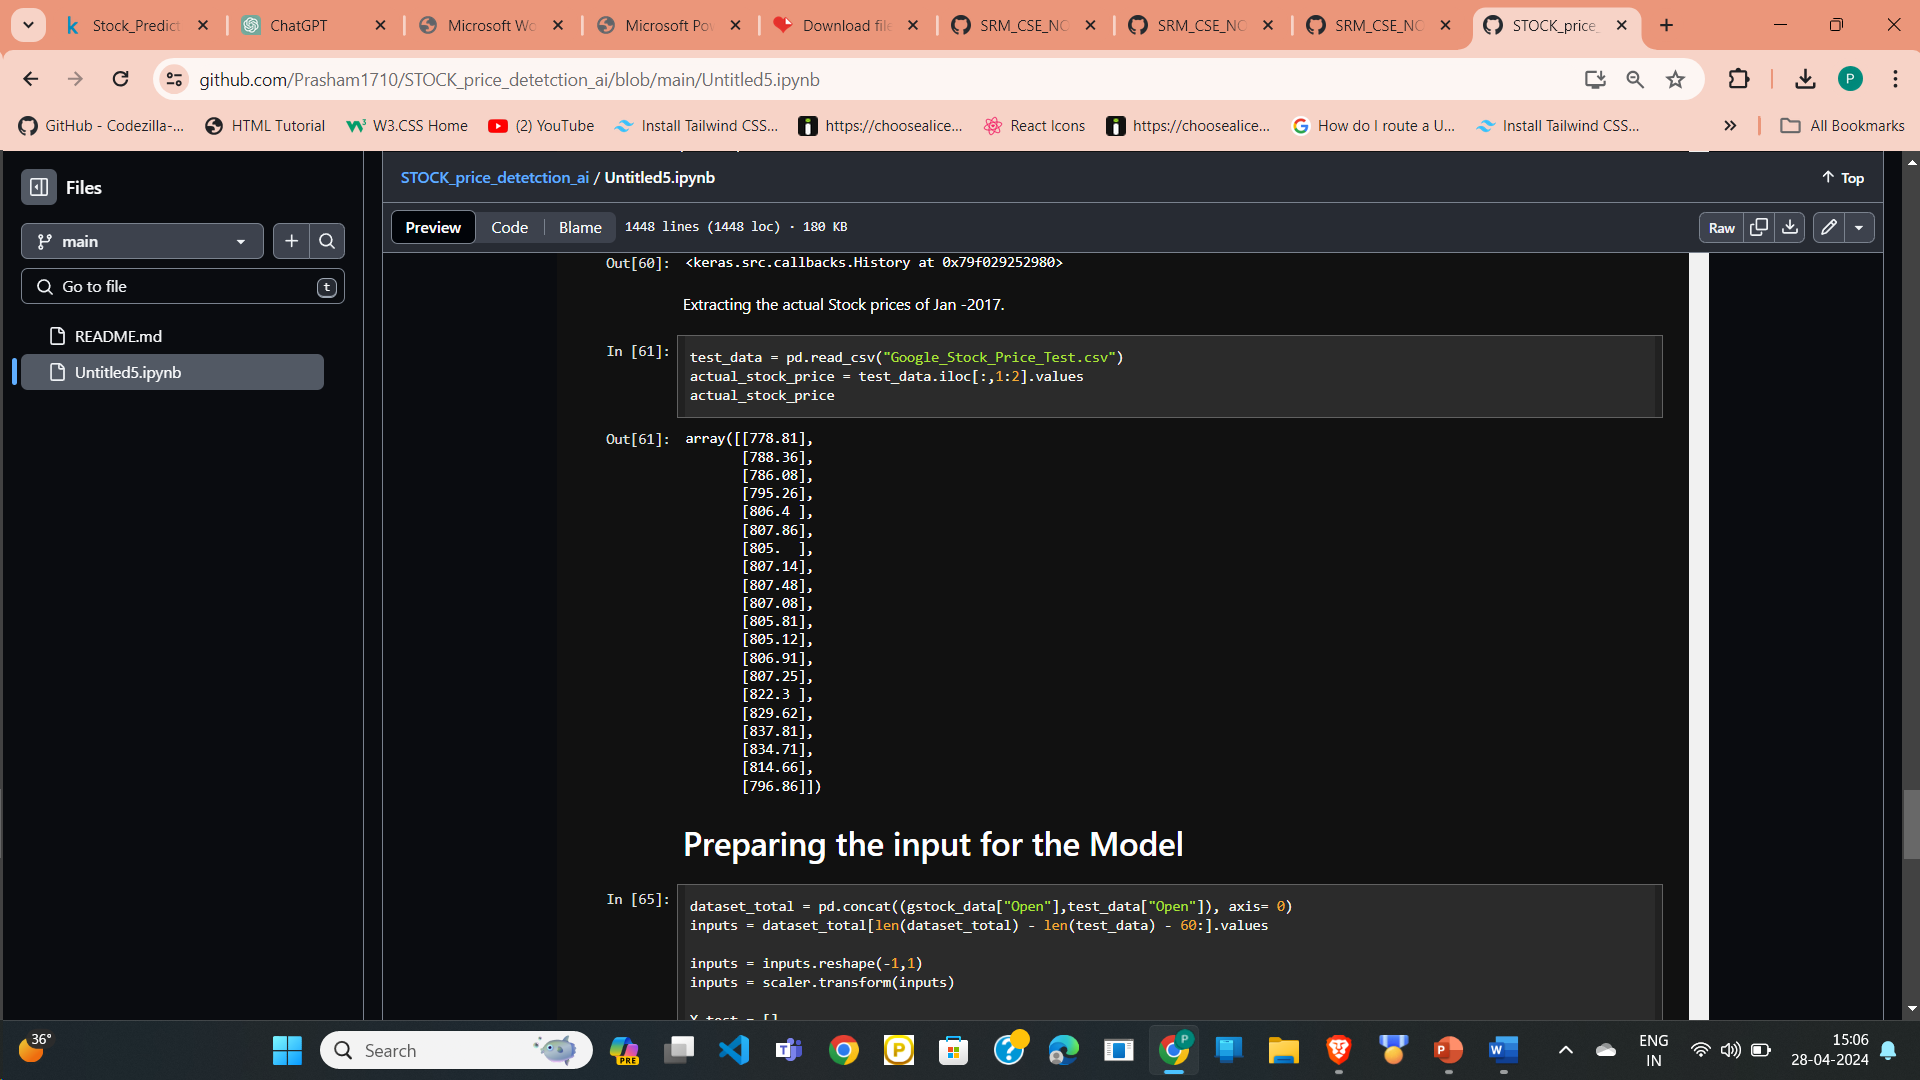 Stock_Predict
ChatGPT
Microsoft Wo
Microsoft Po
Download file
SRM_CSE_NO
SRM_CSE_NO
SRM_CSE_NO
STOCK_price_
github.com/Prasham1710/STOCK_price_detetction_ai/blob/main/Untitled5.ipynb
P
GitHub - Codezilla-...
HTML Tutorial
W3.CSS Home
(2) YouTube
Install Tailwind CSS...
https://choosealice...
React Icons
https://choosealice...
How do I route a U...
Install Tailwind CSS...
All Bookmarks
Files
main
Go to file
t
README.md
Untitled5.ipynb
STOCK_price_detetction_ai / Untitled5.ipynb
Top
Preview
Code
Blame
1448 lines (1448 loc) · 180 KB
Raw
Out[60]: <keras.src.callbacks.History at 0x79f029252980>
Extracting the actual Stock prices of Jan -2017.
In [61]:
test_data = pd.read_csv("Google_Stock_Price_Test.csv")
actual_stock_price = test_data.iloc[:,1:2].values
actual_stock_price
Out[61]: array([[778.81],
[788.36],
[786.08],
[795.26],
[806.4 ],
[807.86],
[805.  ],
[807.14],
[807.48],
[807.08],
[805.81],
[805.12],
[806.91],
[807.25],
[822.3 ],
[829.62],
[837.81],
[834.71],
[814.66],
[796.86]])
Preparing the input for the Model
In [65]:
dataset_total = pd.concat((gstock_data["Open"],test_data["Open"]), axis= 0)
inputs = dataset_total[len(dataset_total) - len(test_data) - 60:].values
inputs = inputs.reshape(-1,1)
inputs = scaler.transform(inputs)
X_test = []
36°
Search
PRE
ENG
IN
15:06
28-04-2024